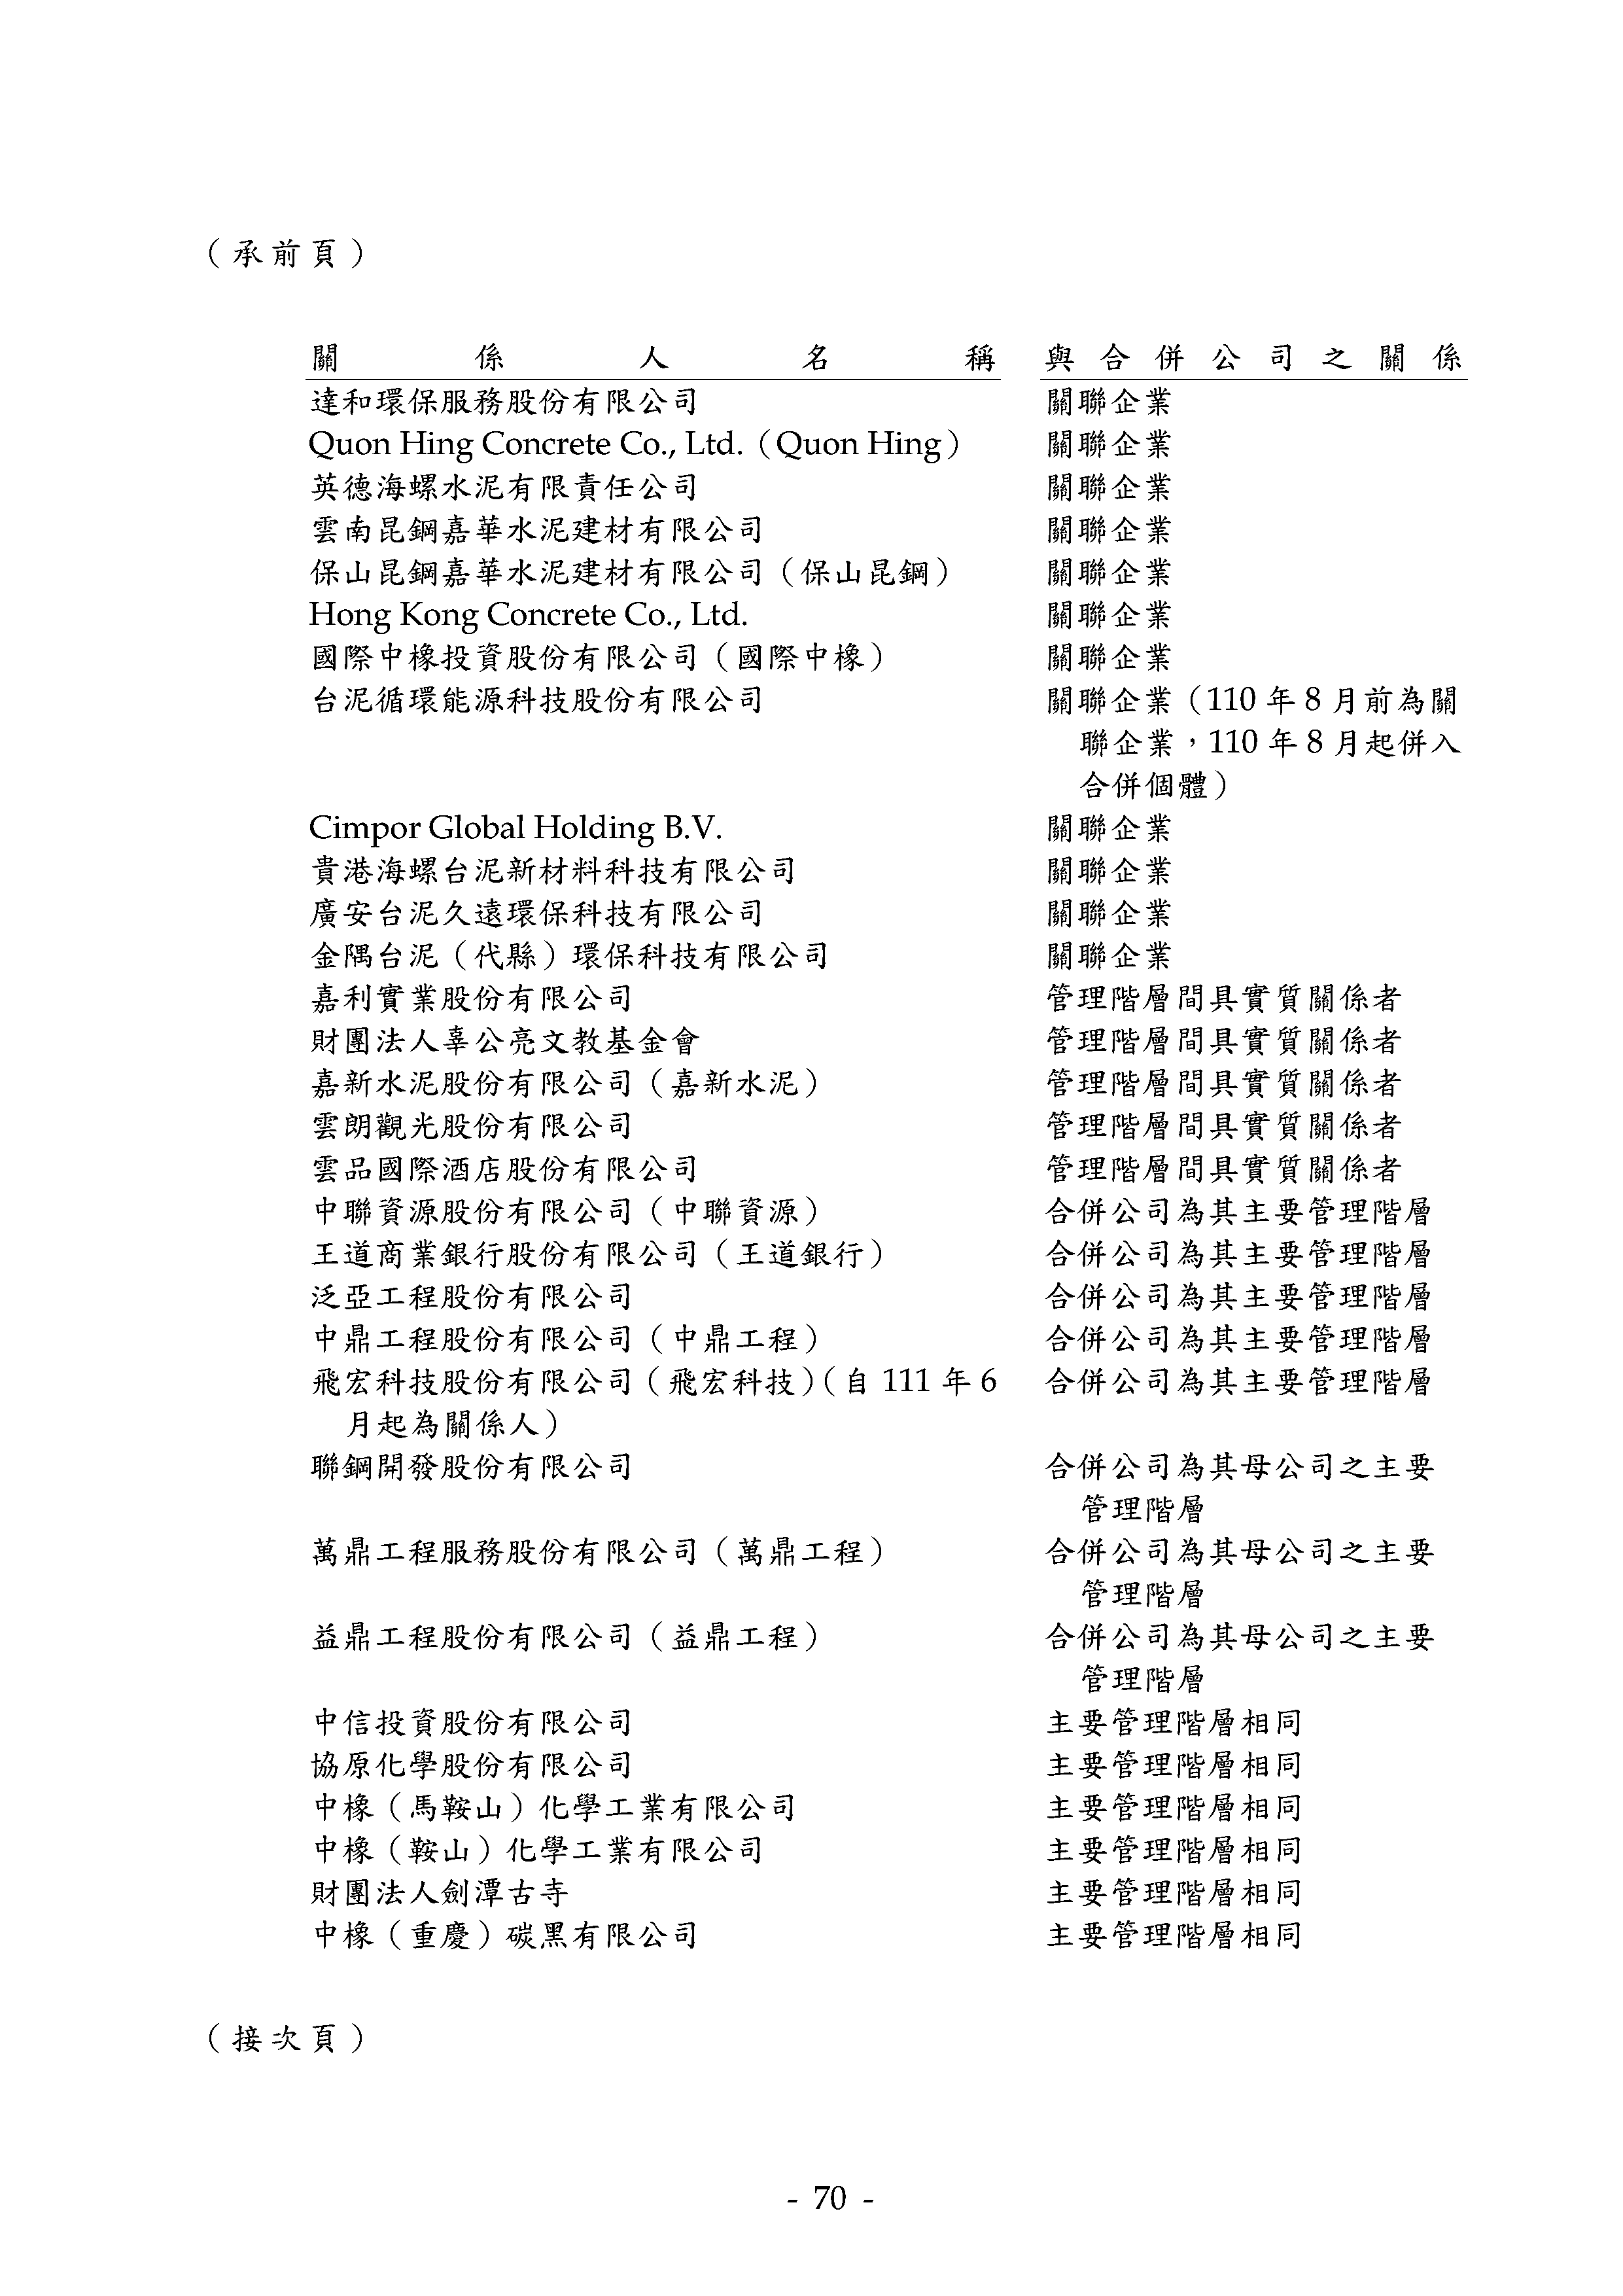 （承前頁）
關係人名稱 與合併公司之關係
達和環保服務股份有限公司 關聯企業
Quon Hing Concrete Co., Ltd.（Quon Hing） 關聯企業
英德海螺水泥有限責任公司 關聯企業
雲南昆鋼嘉華水泥建材有限公司 關聯企業
保山昆鋼嘉華水泥建材有限公司（保山昆鋼） 關聯企業
Hong Kong Concrete Co., Ltd. 關聯企業
國際中橡投資股份有限公司（國際中橡） 關聯企業
台泥循環能源科技股份有限公司 關聯企業（110 年 8 月前為關
聯企業，110 年 8 月起併入
合併個體）
Cimpor Global Holding B.V. 關聯企業
貴港海螺台泥新材料科技有限公司 關聯企業
廣安台泥久遠環保科技有限公司 關聯企業
金隅台泥（代縣）環保科技有限公司 關聯企業
嘉利實業股份有限公司 管理階層間具實質關係者
財團法人辜公亮文教基金會 管理階層間具實質關係者
嘉新水泥股份有限公司（嘉新水泥） 管理階層間具實質關係者
雲朗觀光股份有限公司 管理階層間具實質關係者
雲品國際酒店股份有限公司 管理階層間具實質關係者
中聯資源股份有限公司（中聯資源） 合併公司為其主要管理階層
王道商業銀行股份有限公司（王道銀行） 合併公司為其主要管理階層
泛亞工程股份有限公司 合併公司為其主要管理階層
中鼎工程股份有限公司（中鼎工程） 合併公司為其主要管理階層
飛宏科技股份有限公司（飛宏科技）（自 111 年 6 合併公司為其主要管理階層
月起為關係人）
聯鋼開發股份有限公司 合併公司為其母公司之主要
管理階層
萬鼎工程服務股份有限公司（萬鼎工程） 合併公司為其母公司之主要
管理階層
益鼎工程股份有限公司（益鼎工程） 合併公司為其母公司之主要
管理階層
中信投資股份有限公司 主要管理階層相同
協原化學股份有限公司 主要管理階層相同
中橡（馬鞍山）化學工業有限公司 主要管理階層相同
中橡（鞍山）化學工業有限公司 主要管理階層相同
財團法人劍潭古寺 主要管理階層相同
中橡（重慶）碳黑有限公司 主要管理階層相同
（接次頁）
- 70 -